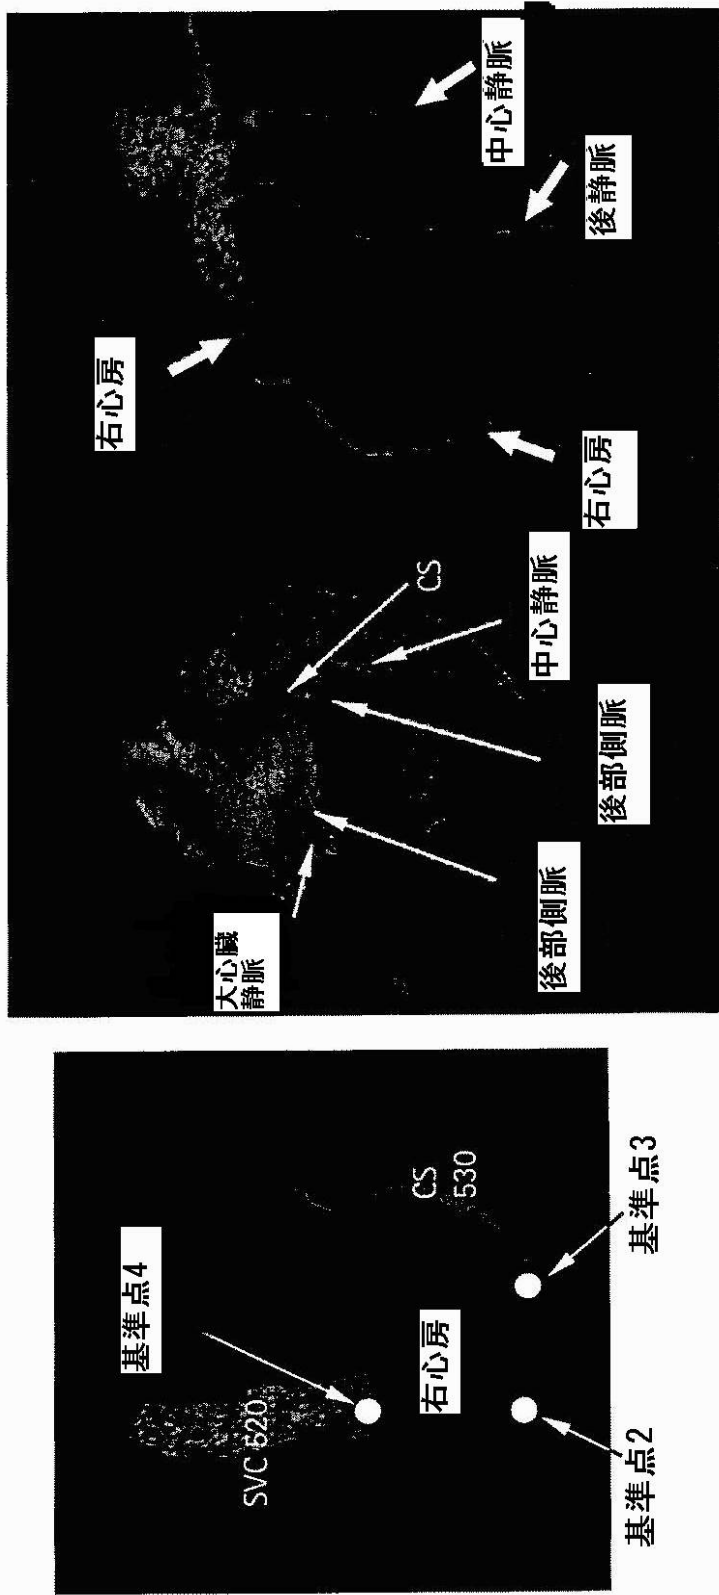 基準点4
SVC 520
右心房
CS
530
基準点2
基準点3
大心臓
静脈
後部側脈
後部側脈
中心静脈
CS
右心房
右心房
後静脈
中心静脈